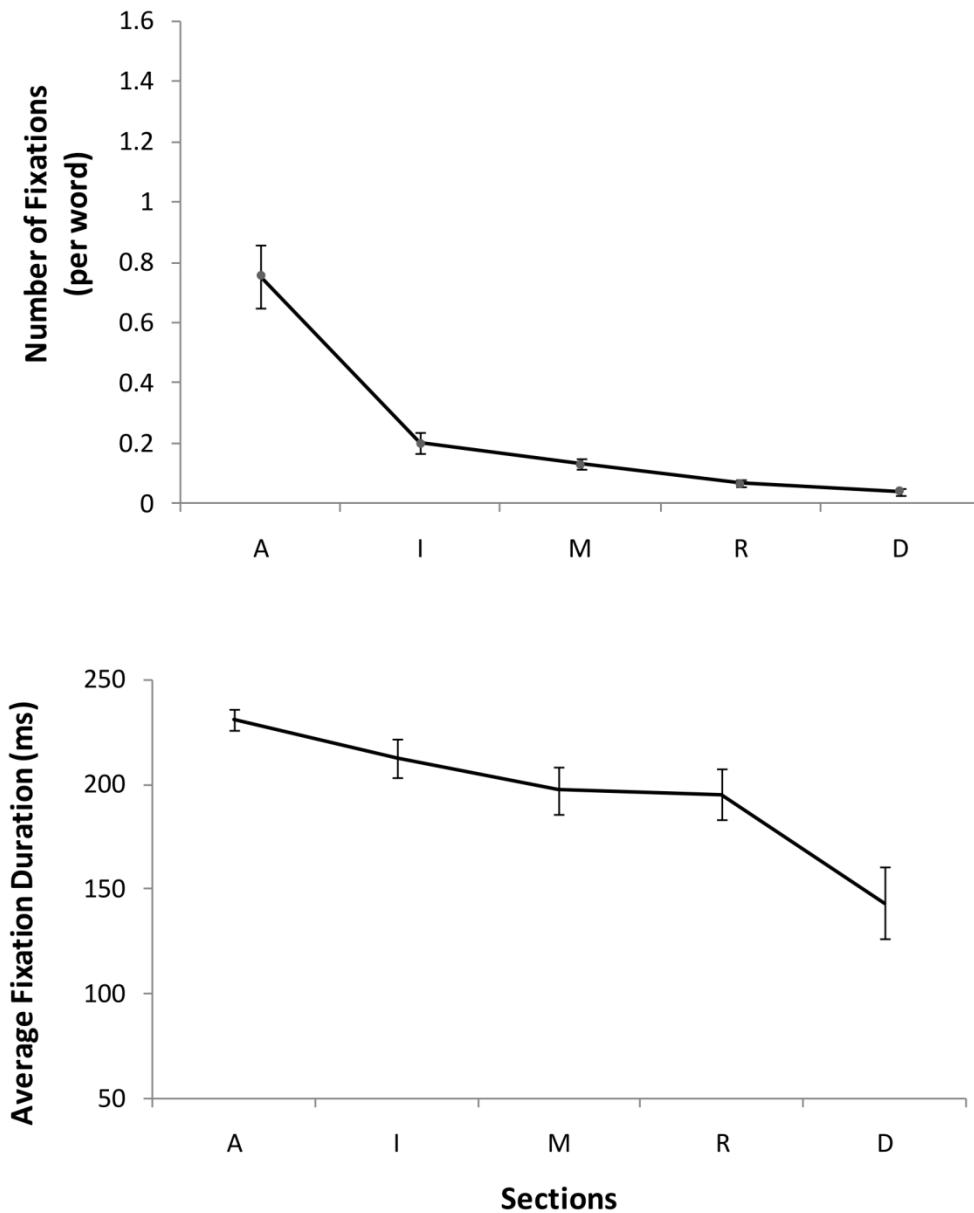 Number of Fixations
(per word)
1.6
1.4
1.2
1
0.8
0.6
0.4
0.2
0
A I M R D
Average Fixation Duration (ms)
250
200
150
100
50
A I M R D
Sections